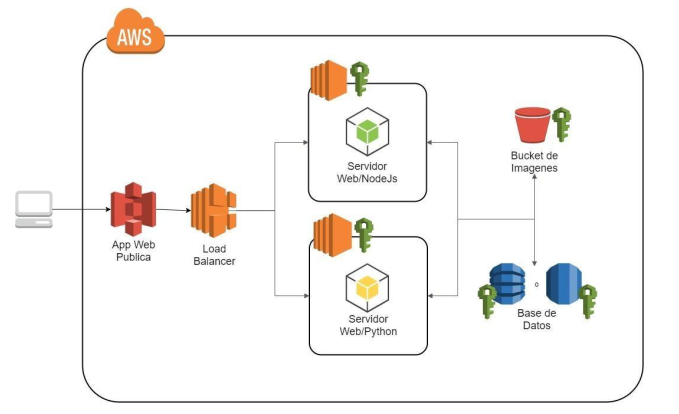 AWS
Servidor
Web/NodeJs
Bucket de
Imagenes
App Web
Publica
Load
Balancer
Servidor
Web/Python
o
Base de
Datos